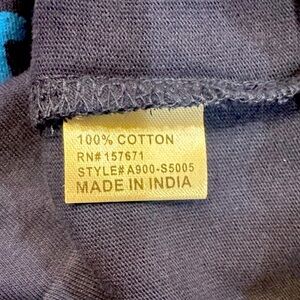 100% COTTON
RN# 157671
STYLE# A900-S5005
MADE IN INDIA